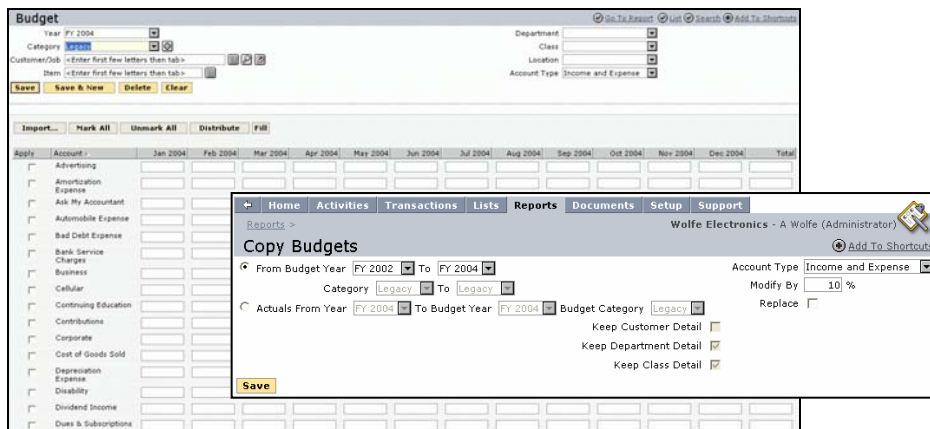 Budget
Go To Report List Search Add To Shortcuts
Year FY 2004 Department
Category Legacy Class
Customer/Job <Enter first few letters then tab> Location
Item <Enter first few letters then tab> Account Type Income and Expense
Save Save & New Delete Clear
Import... Mark All Unmark All Distribute Fill
Apply Account Jan 2004 Feb 2004 Mar 2004 Apr 2004 May 2004 Jun 2004 Jul 2004 Aug 2004 Sep 2004 Oct 2004 Nov 2004 Dec 2004 Total
Advertising
Amortization
Expense
Ask My Accountant
Automobile Expense
Bad Debt Expense
Bank Service
Charges
Business
Cellular
Continuing Education
Contributions
Corporate
Cost of Goods Sold
Depreciation
Expense
Disability
Dividend Income
Dues & Subscriptions
Home Activities Transactions Lists Reports Documents Setup Support
Reports > Wolfe Electronics - A Wolfe (Administrator)
Copy Budgets Add To Shortcuts
From Budget Year FY 2002 To FY 2004 Account Type Income and Expense
Category Legacy To Legacy Modify By 10 %
Actuals From Year FY 2004 To Budget Year FY 2004 Budget Category Legacy Replace
Keep Customer Detail
Keep Department Detail
Keep Class Detail
Save